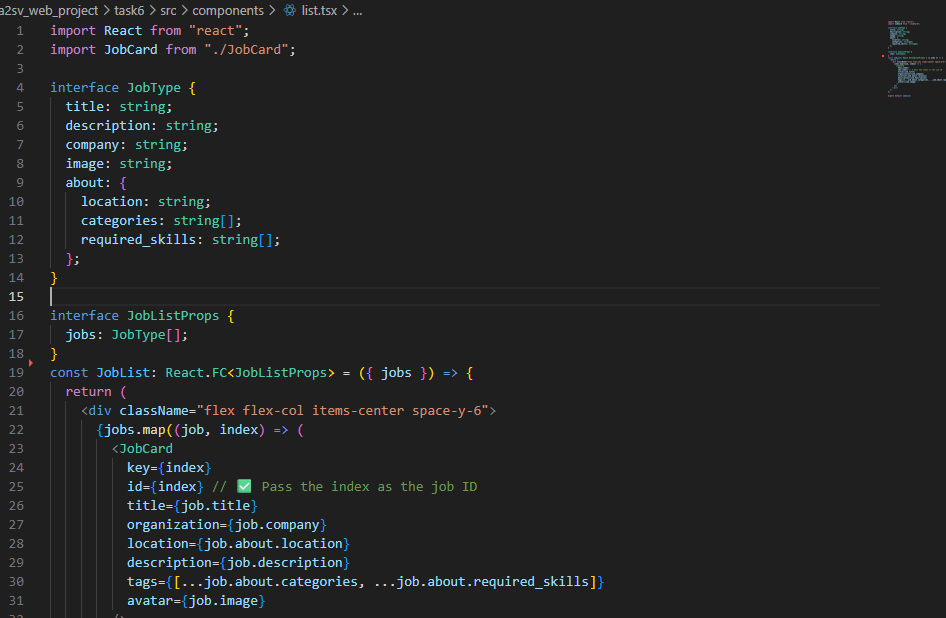 a2sv_web_project > task6 > src > components > list.tsx > ...
1 import React from "react";
2 import JobCard from "./JobCard";
3
4 interface JobType {
5   title: string;
6   description: string;
7   company: string;
8   image: string;
9   about: {
10     location: string;
11     categories: string[];
12     required_skills: string[];
13   };
14 }
15
16 interface JobListProps {
17   jobs: JobType[];
18 }
19 const JobList: React.FC<JobListProps> = ({ jobs }) => {
20   return (
21     <div className="flex flex-col items-center space-y-6">
22       {jobs.map((job, index) => (
23         <JobCard
24           key={index}
25           id={index} // ✅ Pass the index as the job ID
26           title={job.title}
27           organization={job.company}
28           location={job.about.location}
29           description={job.description}
30           tags={[...job.about.categories, ...job.about.required_skills]}
31           avatar={job.image}